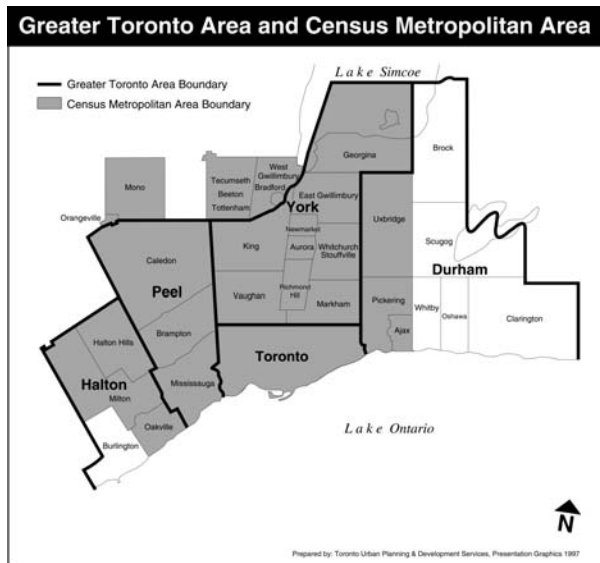 Greater Toronto Area and Census Metropolitan Area
Lake Simcoe
Greater Toronto Area Boundary
Census Metropolitan Area Boundary
Brock
Georgina
West
Gwillimbury
Bradford
Tecumseth
Beeton
Tottenham
Mono
East Gwillimbury
York
Orangeville
Uxbridge
Newmarket
King
Aurora
Whitchurch
Stouffville
Scugog
Caledon
Durham
Peel
Richmond
Hill
Vaughan
Markham
Pickering
Whitby
Oshawa
Clarington
Ajax
Brampton
Halton Hills
Toronto
Halton
Mississauga
Milton
Oakville
Lake Ontario
Burlington
N
Prepared by: Toronto Urban Planning & Development Services, Presentation Graphics 1997